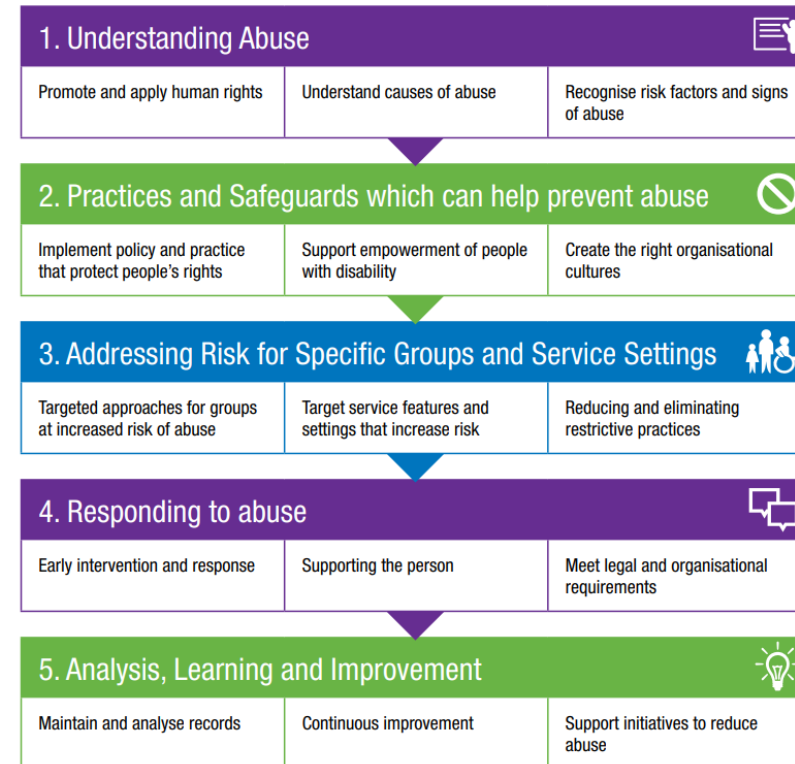 1. Understanding Abuse
Promote and apply human rights
Understand causes of abuse
Recognise risk factors and signs
of abuse
2. Practices and Safeguards which can help prevent abuse
Implement policy and practice
that protect people's rights
Support empowerment of people
with disability
Create the right organisational
cultures
3. Addressing Risk for Specific Groups and Service Settings
Targeted approaches for groups
at increased risk of abuse
Target service features and
settings that increase risk
Reducing and eliminating
restrictive practices
4. Responding to abuse
Early intervention and response
Supporting the person
Meet legal and organisational
requirements
5. Analysis, Learning and Improvement
Maintain and analyse records
Continuous improvement
Support initiatives to reduce
abuse